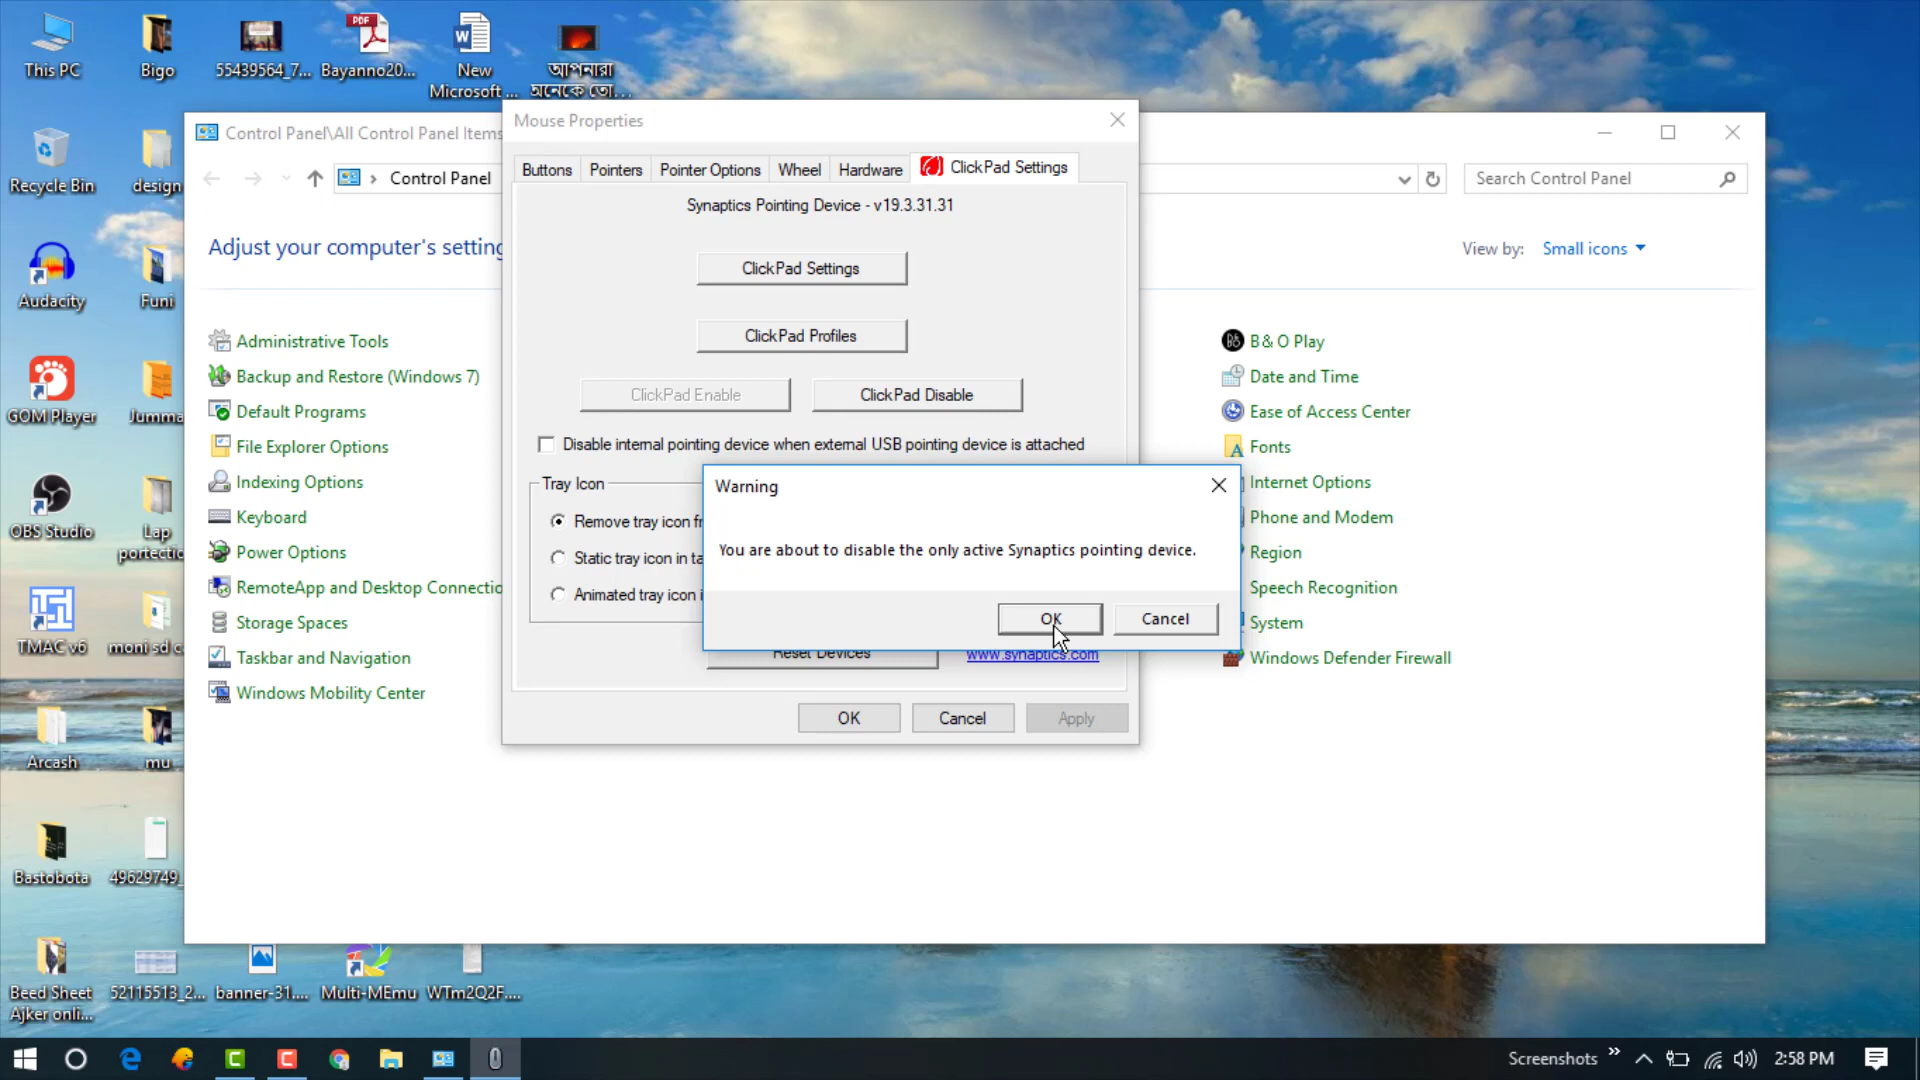 This PC
Bigo
55439564_7...
Bayanno20...
New
Microsoft ...
আপনারা
অনেকে তো...
Recycle Bin
design
Audacity
Funi
GOM Player
Jumma
OBS Studio
Lap
portectic
TMAC v6
moni sd c
Arcash
mu
Bastobota
49629749_
Beed Sheet
Ajker onli...
52115513_2...
banner-31....
Multi-MEmu
WTm2Q2F....
Control Panel\All Control Panel Items
Control Panel
Search Control Panel
Adjust your computer's setting
View by: Small icons
Administrative Tools
Backup and Restore (Windows 7)
Default Programs
File Explorer Options
Indexing Options
Keyboard
Power Options
RemoteApp and Desktop Connectio
Storage Spaces
Taskbar and Navigation
Windows Mobility Center
B&O Play
Date and Time
Ease of Access Center
Fonts
Internet Options
Phone and Modem
Region
Speech Recognition
System
Windows Defender Firewall
Mouse Properties
Buttons
Pointers
Pointer Options
Wheel
Hardware
ClickPad Settings
Synaptics Pointing Device - v19.3.31.31
ClickPad Settings
ClickPad Profiles
ClickPad Enable
ClickPad Disable
Disable internal pointing device when external USB pointing device is attached
Tray Icon
Remove tray icon fr
Static tray icon in ta
Animated tray icon i
Reset Devices
www.synaptics.com
OK
Cancel
Apply
Warning
You are about to disable the only active Synaptics pointing device.
OK
Cancel
Screenshots
2:58 PM